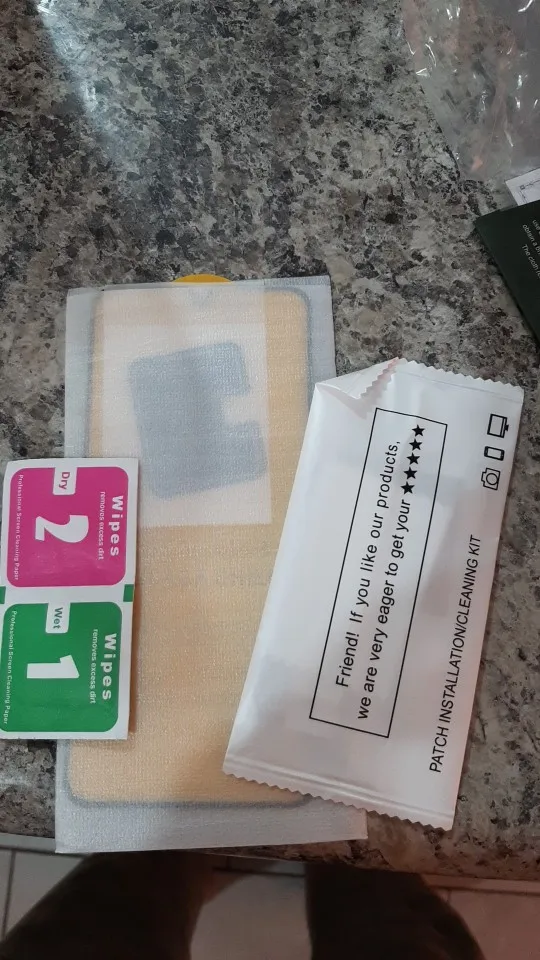 Friend! If you like our products,
we are very eager to get your ★★★★★
PATCH INSTALLATION/CLEANING KIT
Wipes
removes excess dirt
Dry
2
Professional Screen Cleaning Paper
Wipes
removes excess dirt
Wet
1
Professional Screen Cleaning Paper